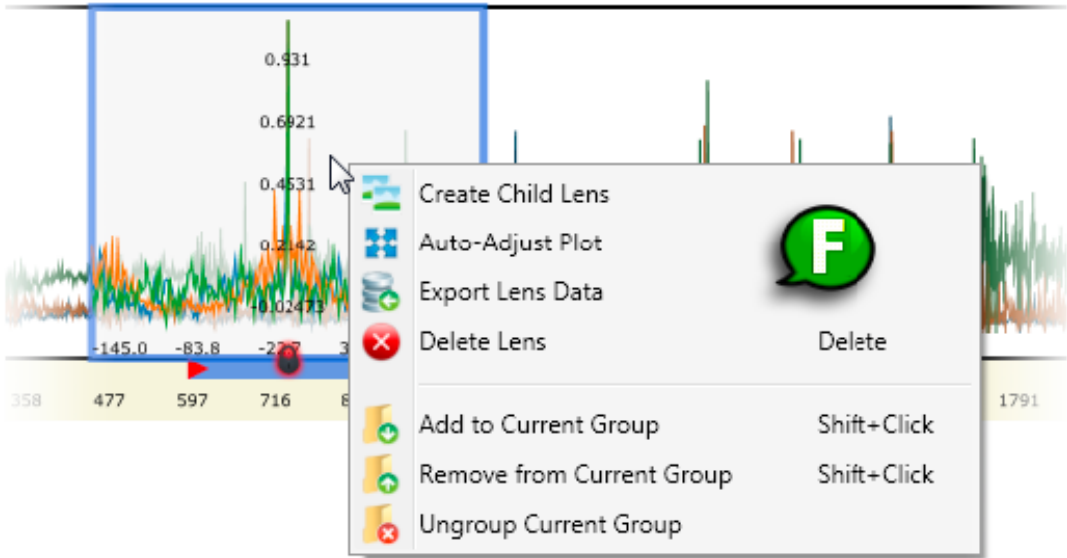 0.931
0.6921
0.4531
0.2142
-0.02473
-145.0 -83.8
358 477 597 716 1791
Create Child Lens
F
Auto-Adjust Plot
Export Lens Data
Delete Lens Delete
Add to Current Group Shift+Click
Remove from Current Group Shift+Click
Ungroup Current Group